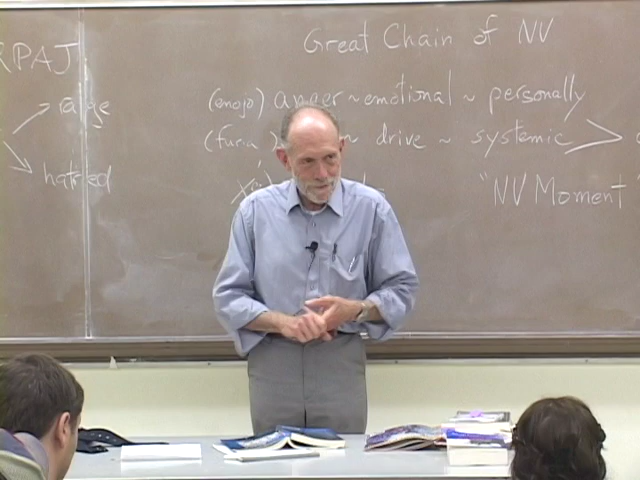 Great Chain of NV
RPAJ
rage
(enojo) anger ~ emotional ~ personally
(furia) drive ~ systemic >
hatred
"NV Moment"